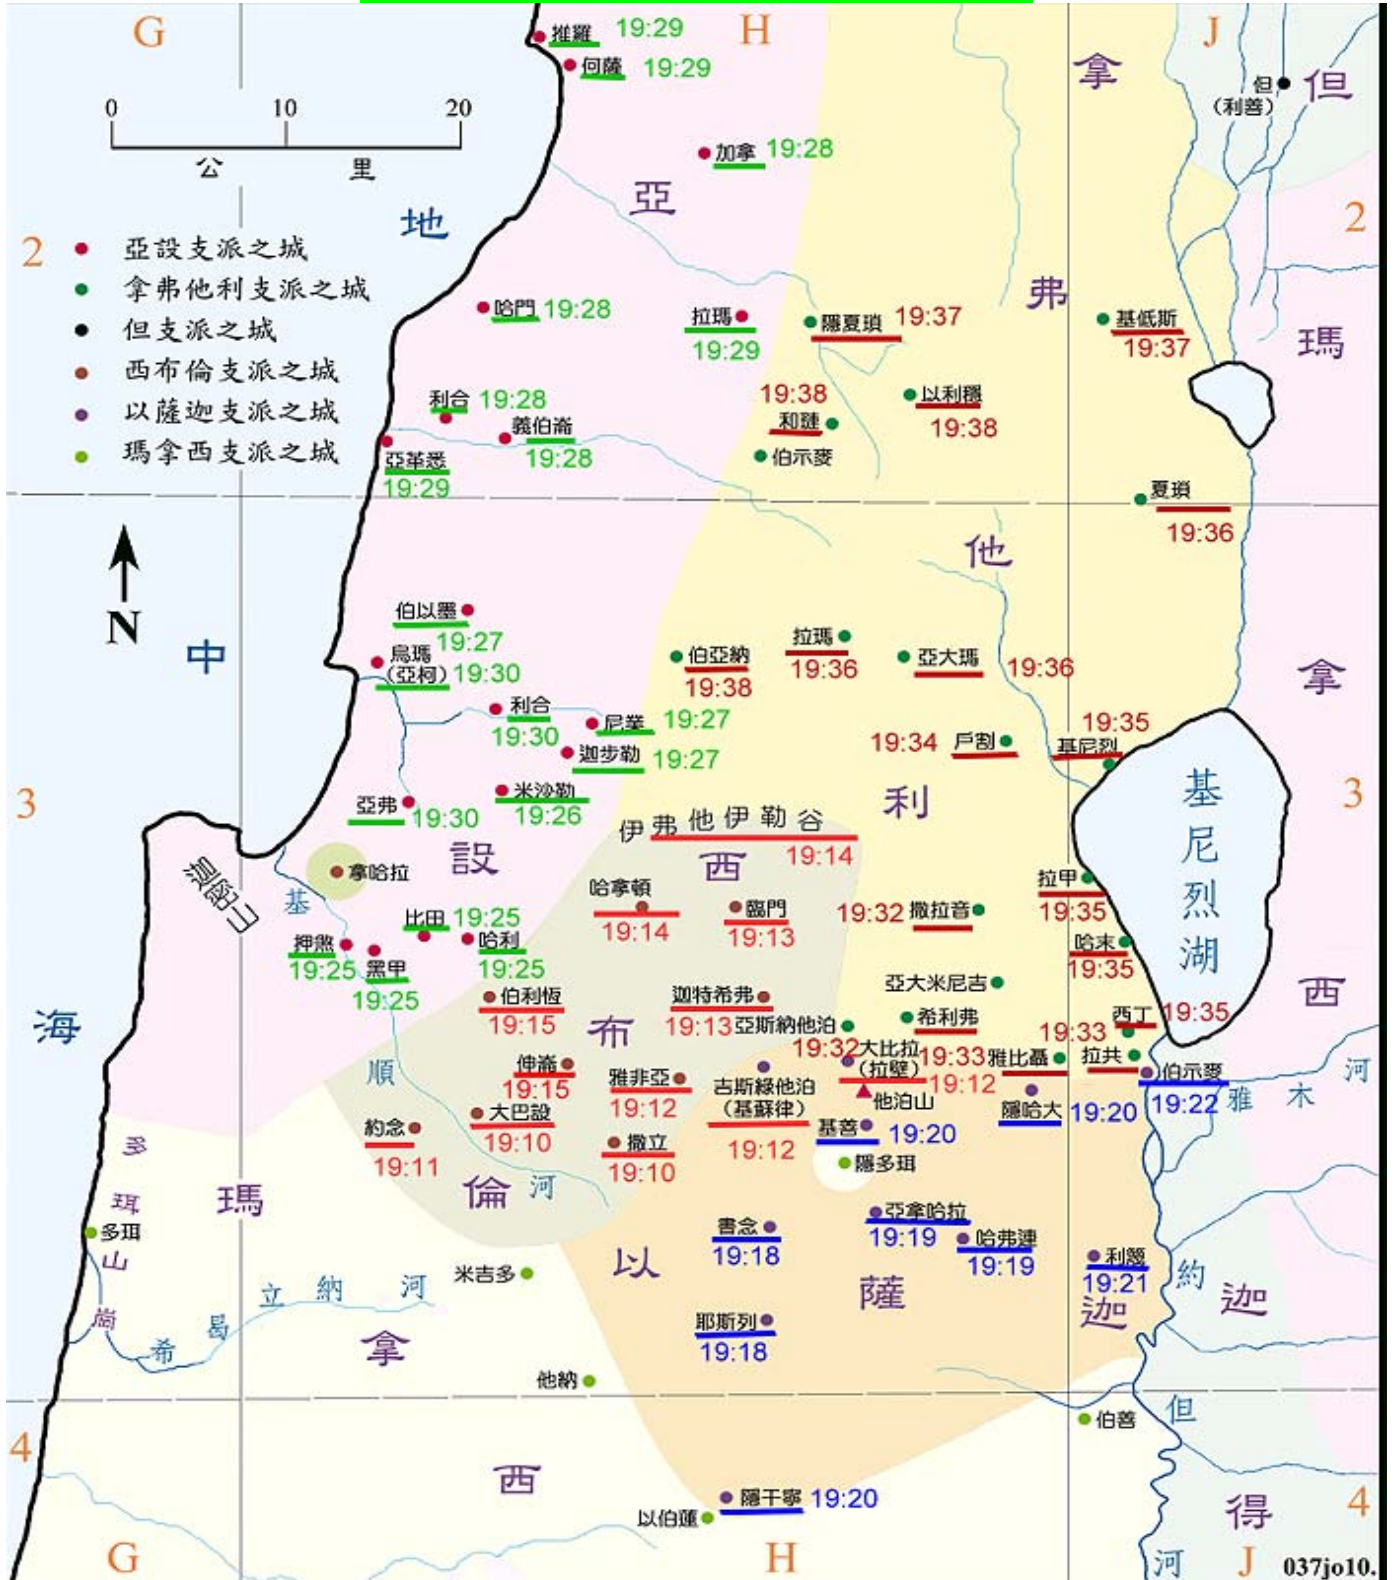 G
H
J
推羅 19:29
何薩 19:29
拿
但
但
(利善)
0 10 20
公 里
加拿 19:28
亞
地
2
2
亞設支派之城
拿弗他利支派之城
但支派之城
西布倫支派之城
以薩迦支派之城
瑪拿西支派之城
弗
瑪
哈門 19:28
拉瑪
19:29
隱夏瑣 19:37
基低斯
19:37
19:38
和璉
以利穩
19:38
利合 19:28
義伯崙
19:28
亞革悉
19:29
伯示麥
夏瑣
19:36
他
N
中
伯以墨
19:27
烏瑪
(亞柯) 19:30
伯亞納
19:38
拉瑪
19:36
亞大瑪 19:36
拿
利合
19:30
尼業 19:27
迦步勒 19:27
19:34 戶割
19:35
基尼烈
米沙勒
19:26
亞弗 19:30
利
3
3
基尼烈湖
伊弗他伊勒谷
19:14
設
西
迦密山
拿哈拉
基
哈拿頓
19:14
臨門
19:13
19:32 撒拉音
拉甲
19:35
比田 19:25
押煞
19:25
黑甲
19:25
哈利
19:25
哈末
19:35
亞大米尼吉
西
伯利恆
19:15
迦特希弗
19:13
亞斯納他泊
19:32
希利弗
19:33
西丁 19:35
海
布
順
伸崙
19:15
雅非亞
19:12
吉斯綠他泊
(基蘇律)
19:12
大比拉
(拉壁) 19:12
他泊山
19:33
雅比聶
拉共
伯示麥
19:22
雅木河
隱哈大 19:20
約念
19:11
大巴設
19:10
撒立
19:10
基善 19:20
隱多珥
多珥山崗
瑪
倫
河
多珥
書念
19:18
亞拿哈拉
19:19
哈弗連
19:19
利篾
19:21
約
米吉多
以
薩
迦
迦
希曷立納河
拿
耶斯列
19:18
他納
伯善
但
4
4
西
隱干寧 19:20
以伯蓮
得
河
G
H
J
037jo10.